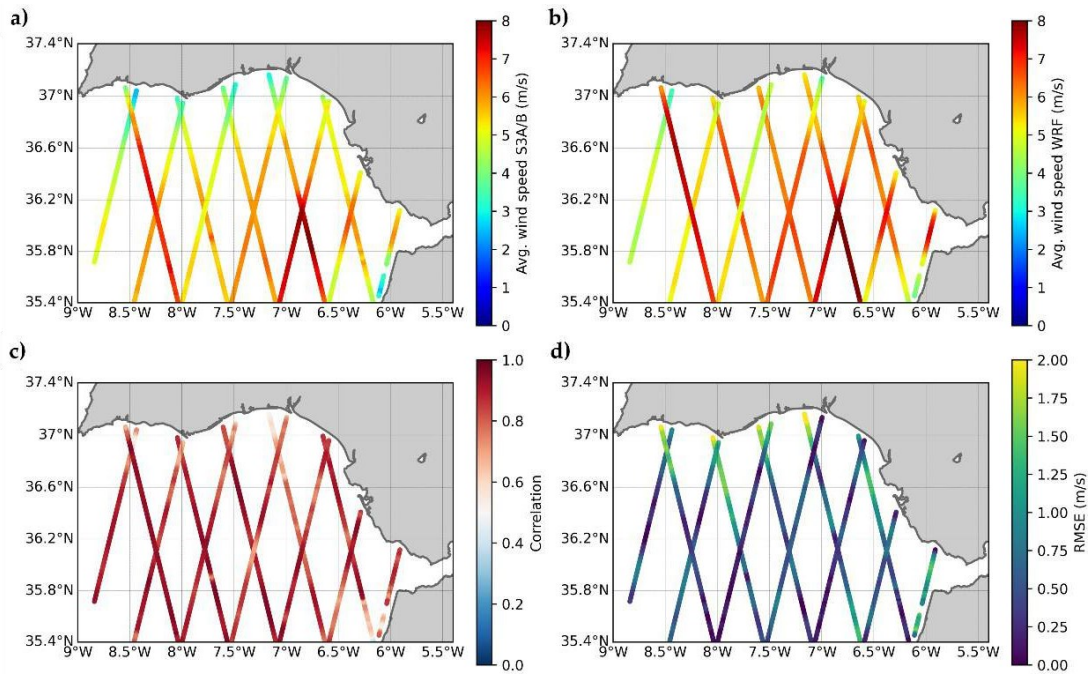 a)
37.4°N
37°N
36.6°N
36.2°N
35.8°N
35.4°N
9°W 8.5°W 8°W 7.5°W 7°W 6.5°W 6°W 5.5°W
8
7
6
5
4
3
2
1
0
Avg. wind speed S3A/B (m/s)
b)
37.4°N
37°N
36.6°N
36.2°N
35.8°N
35.4°N
9°W 8.5°W 8°W 7.5°W 7°W 6.5°W 6°W 5.5°W
8
7
6
5
4
3
2
1
0
Avg. wind speed WRF (m/s)
c)
37.4°N
37°N
36.6°N
36.2°N
35.8°N
35.4°N
9°W 8.5°W 8°W 7.5°W 7°W 6.5°W 6°W 5.5°W
1.0
0.8
0.6
0.4
0.2
0.0
Correlation
d)
37.4°N
37°N
36.6°N
36.2°N
35.8°N
35.4°N
9°W 8.5°W 8°W 7.5°W 7°W 6.5°W 6°W 5.5°W
2.00
1.75
1.50
1.25
1.00
0.75
0.50
0.25
0.00
RMSE (m/s)